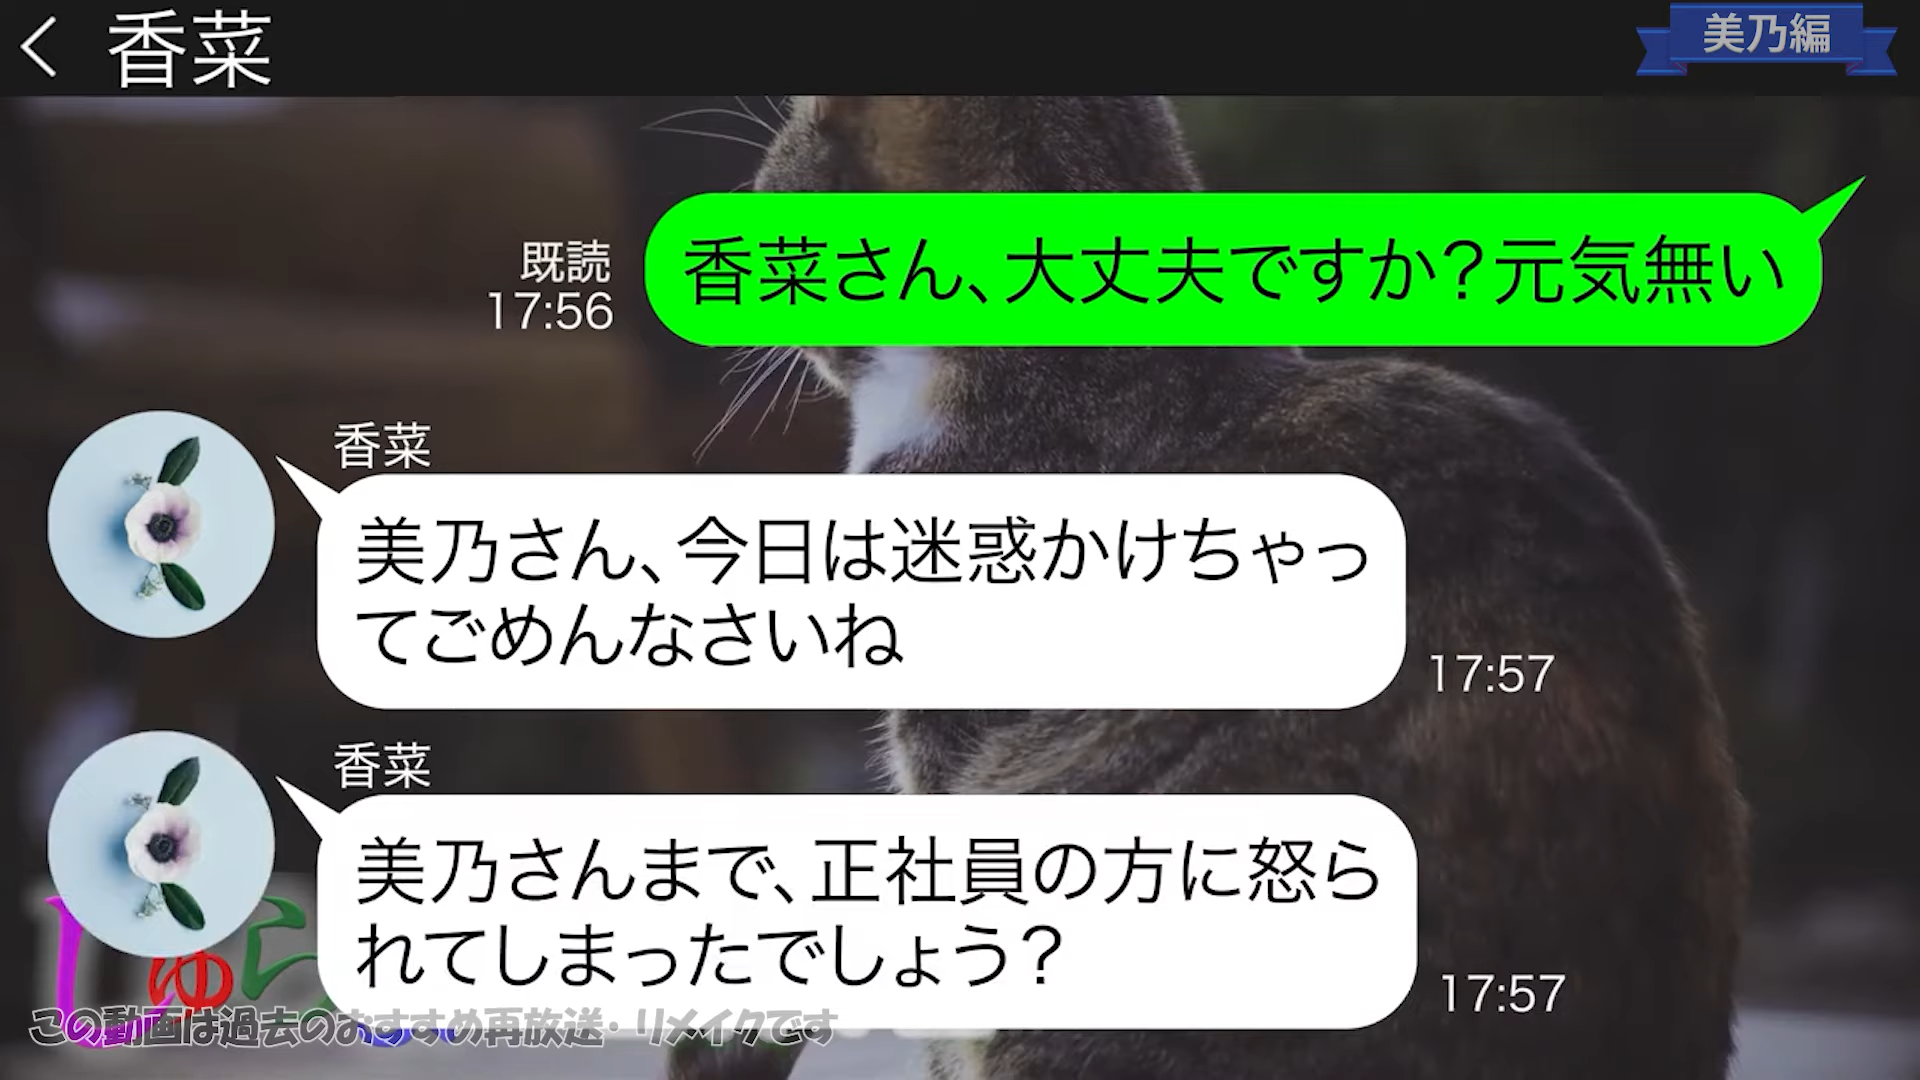 香菜
美乃編
香菜さん、大丈夫ですか?元気無い
既読
17:56
香菜
美乃さん、今日は迷惑かけちゃっ
てごめんなさいね
17:57
香菜
美乃さんまで、正社員の方に怒ら
れてしまったでしょう?
17:57
しゅら
この動画は過去のおすすめ再放送・リメイクです